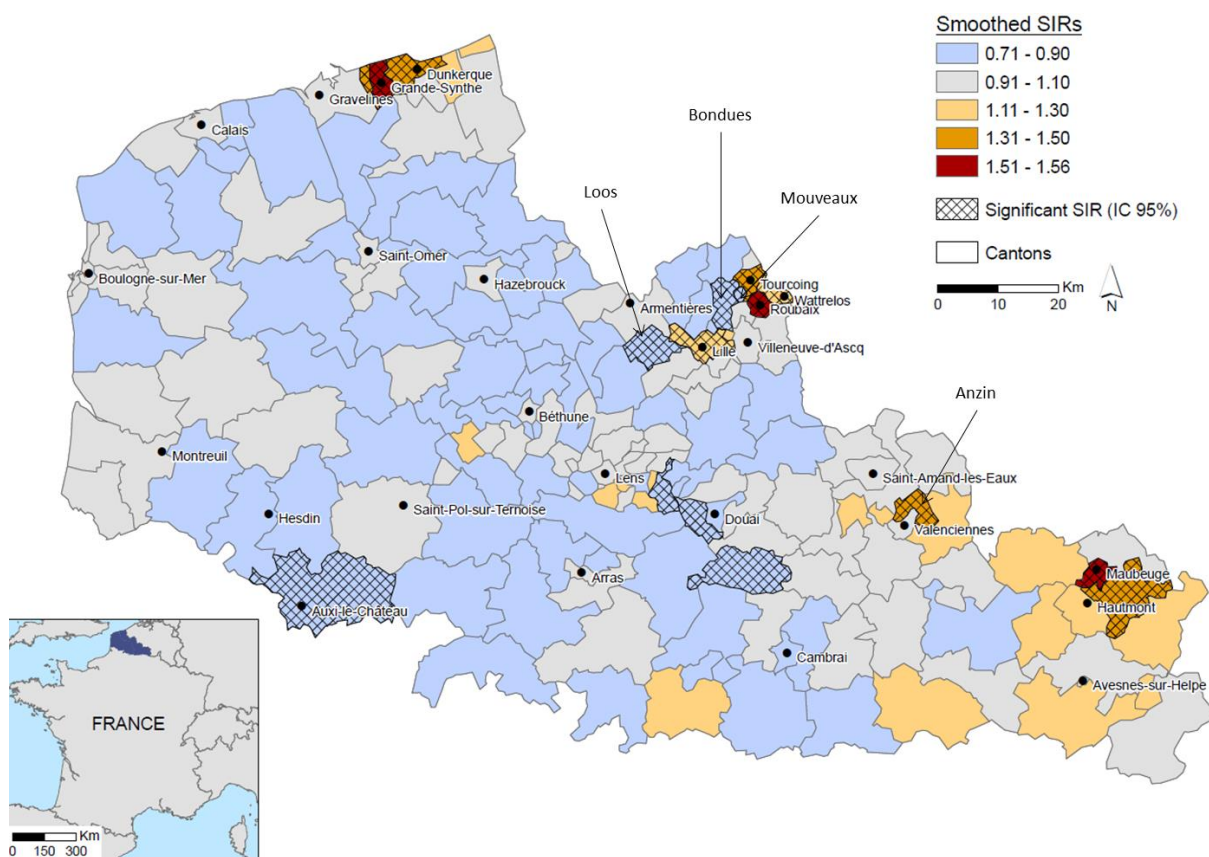 Smoothed SIRs
0.71 - 0.90
0.91 - 1.10
1.11 - 1.30
1.31 - 1.50
1.51 - 1.56
Significant SIR (IC 95%)
Cantons
0 10 20 Km
N
Dunkerque
Grande-Synthe
Gravelines
Calais
Bondues
Mouveaux
Loos
Saint-Omer
Boulogne-sur-Mer
Hazebrouck
Tourcoing
Wattrelos
Armentières
Roubaix
Lille
Villeneuve-d'Ascq
Anzin
Béthune
Montreuil
Lens
Saint-Amand-les-Eaux
Saint-Pol-sur-Ternoise
Hesdin
Douai
Valenciennes
Arras
Maubeuge
Hautmont
Auxi-le-Château
Cambrai
Avesnes-sur-Helpe
FRANCE
Km
0 150 300